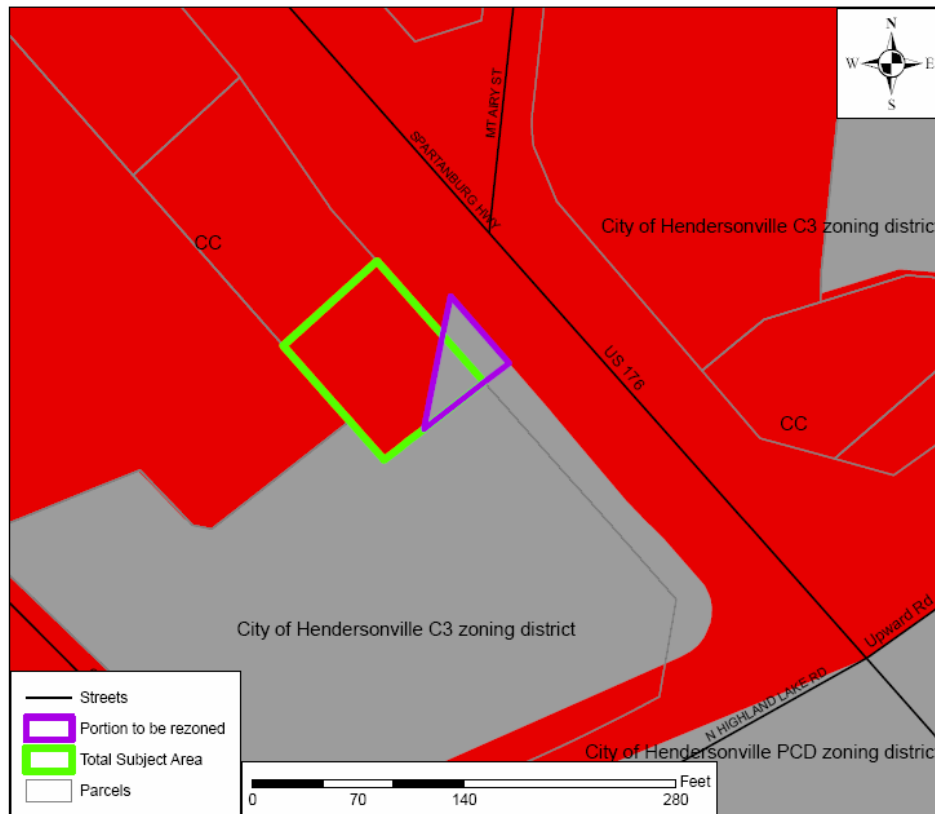 N
W E
S
MT AIRY ST
SPARTANBURG HWY
City of Hendersonville C3 zoning distric
CC
US 176
CC
City of Hendersonville C3 zoning district
Upward Rd
N HIGHLAND LAKE RD
City of Hendersonville PCD zoning distric
Streets
Portion to be rezoned
Total Subject Area
Parcels
Feet
0 70 140 280